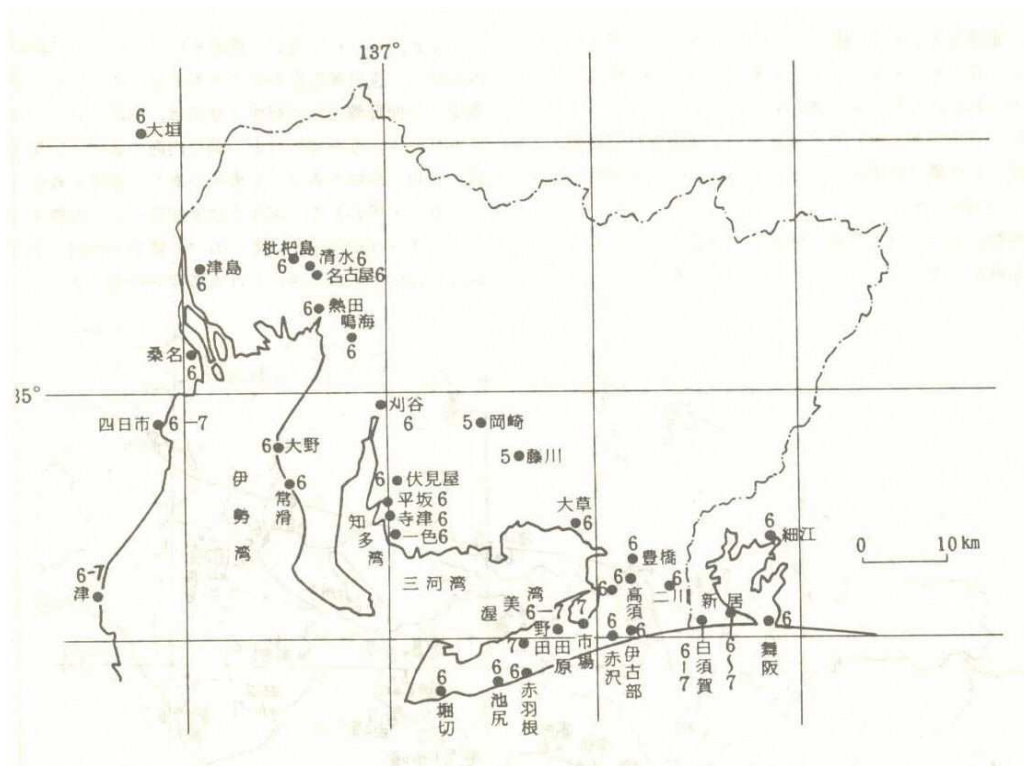 137°
6
大垣
枇杷島
6
清水6
名古屋6
津島
6
6熱田
鳴海
6
桑名
6
35°
刈谷
6
四日市6-7
5岡崎
6大野
5藤川
伊勢湾
常滑
6
6伏見屋
平坂6
寺津6
一色6
知多湾
大草
6
6
細江
0 10km
6
豊橋
三河湾
6
6
高須
6
二川
6-7
津
渥美湾
6-7
7
新居
6~7
6
舞阪
7
野田
田原
市場
6
赤沢
6
伊古部
6-7
白須賀
6
堀切
6
池尻
6
赤羽根